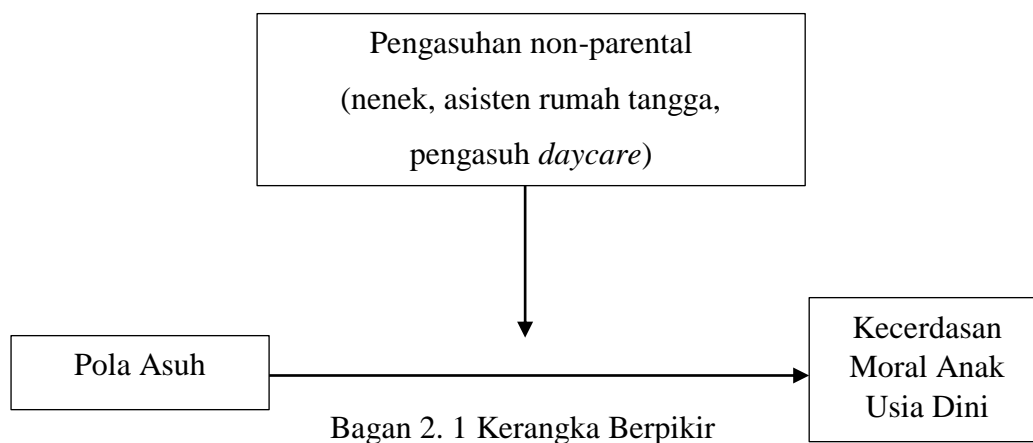 Pengasuhan non-parental
(nenek, asisten rumah tangga,
pengasuh daycare)
Pola Asuh
Kecerdasan
Moral Anak
Usia Dini
Bagan 2. 1 Kerangka Berpikir